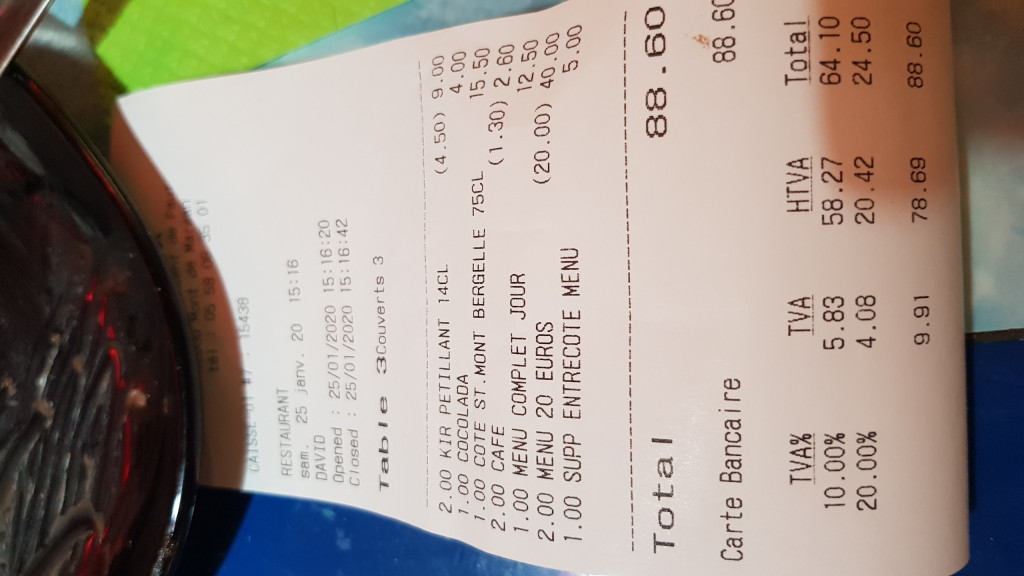 15438
RESTAURANT
sam. 25 janv. 20 15:16
DAVID
Opened : 25/01/2020 15:16:20
Closed : 25/01/2020 15:16:42
Table 3 3Couverts
2.00 KIR PETILLANT 14CL (4.50) 9.00
1.00 COCOLADA 4.00
1.00 COTE ST.MONT BERGELLE 75CL 15.50
2.00 CAFE (1.30) 2.60
1.00 MENU COMPLET JOUR 12.50
2.00 MENU 20 EUROS (20.00) 40.00
1.00 SUPP ENTRECOTE MENU 5.00
Total 88.60
Carte Bancaire 88.60
TVA% TVA HTVA Total
10.00% 5.83 58.27 64.10
20.00% 4.08 20.42 24.50
9.91 78.69 88.60